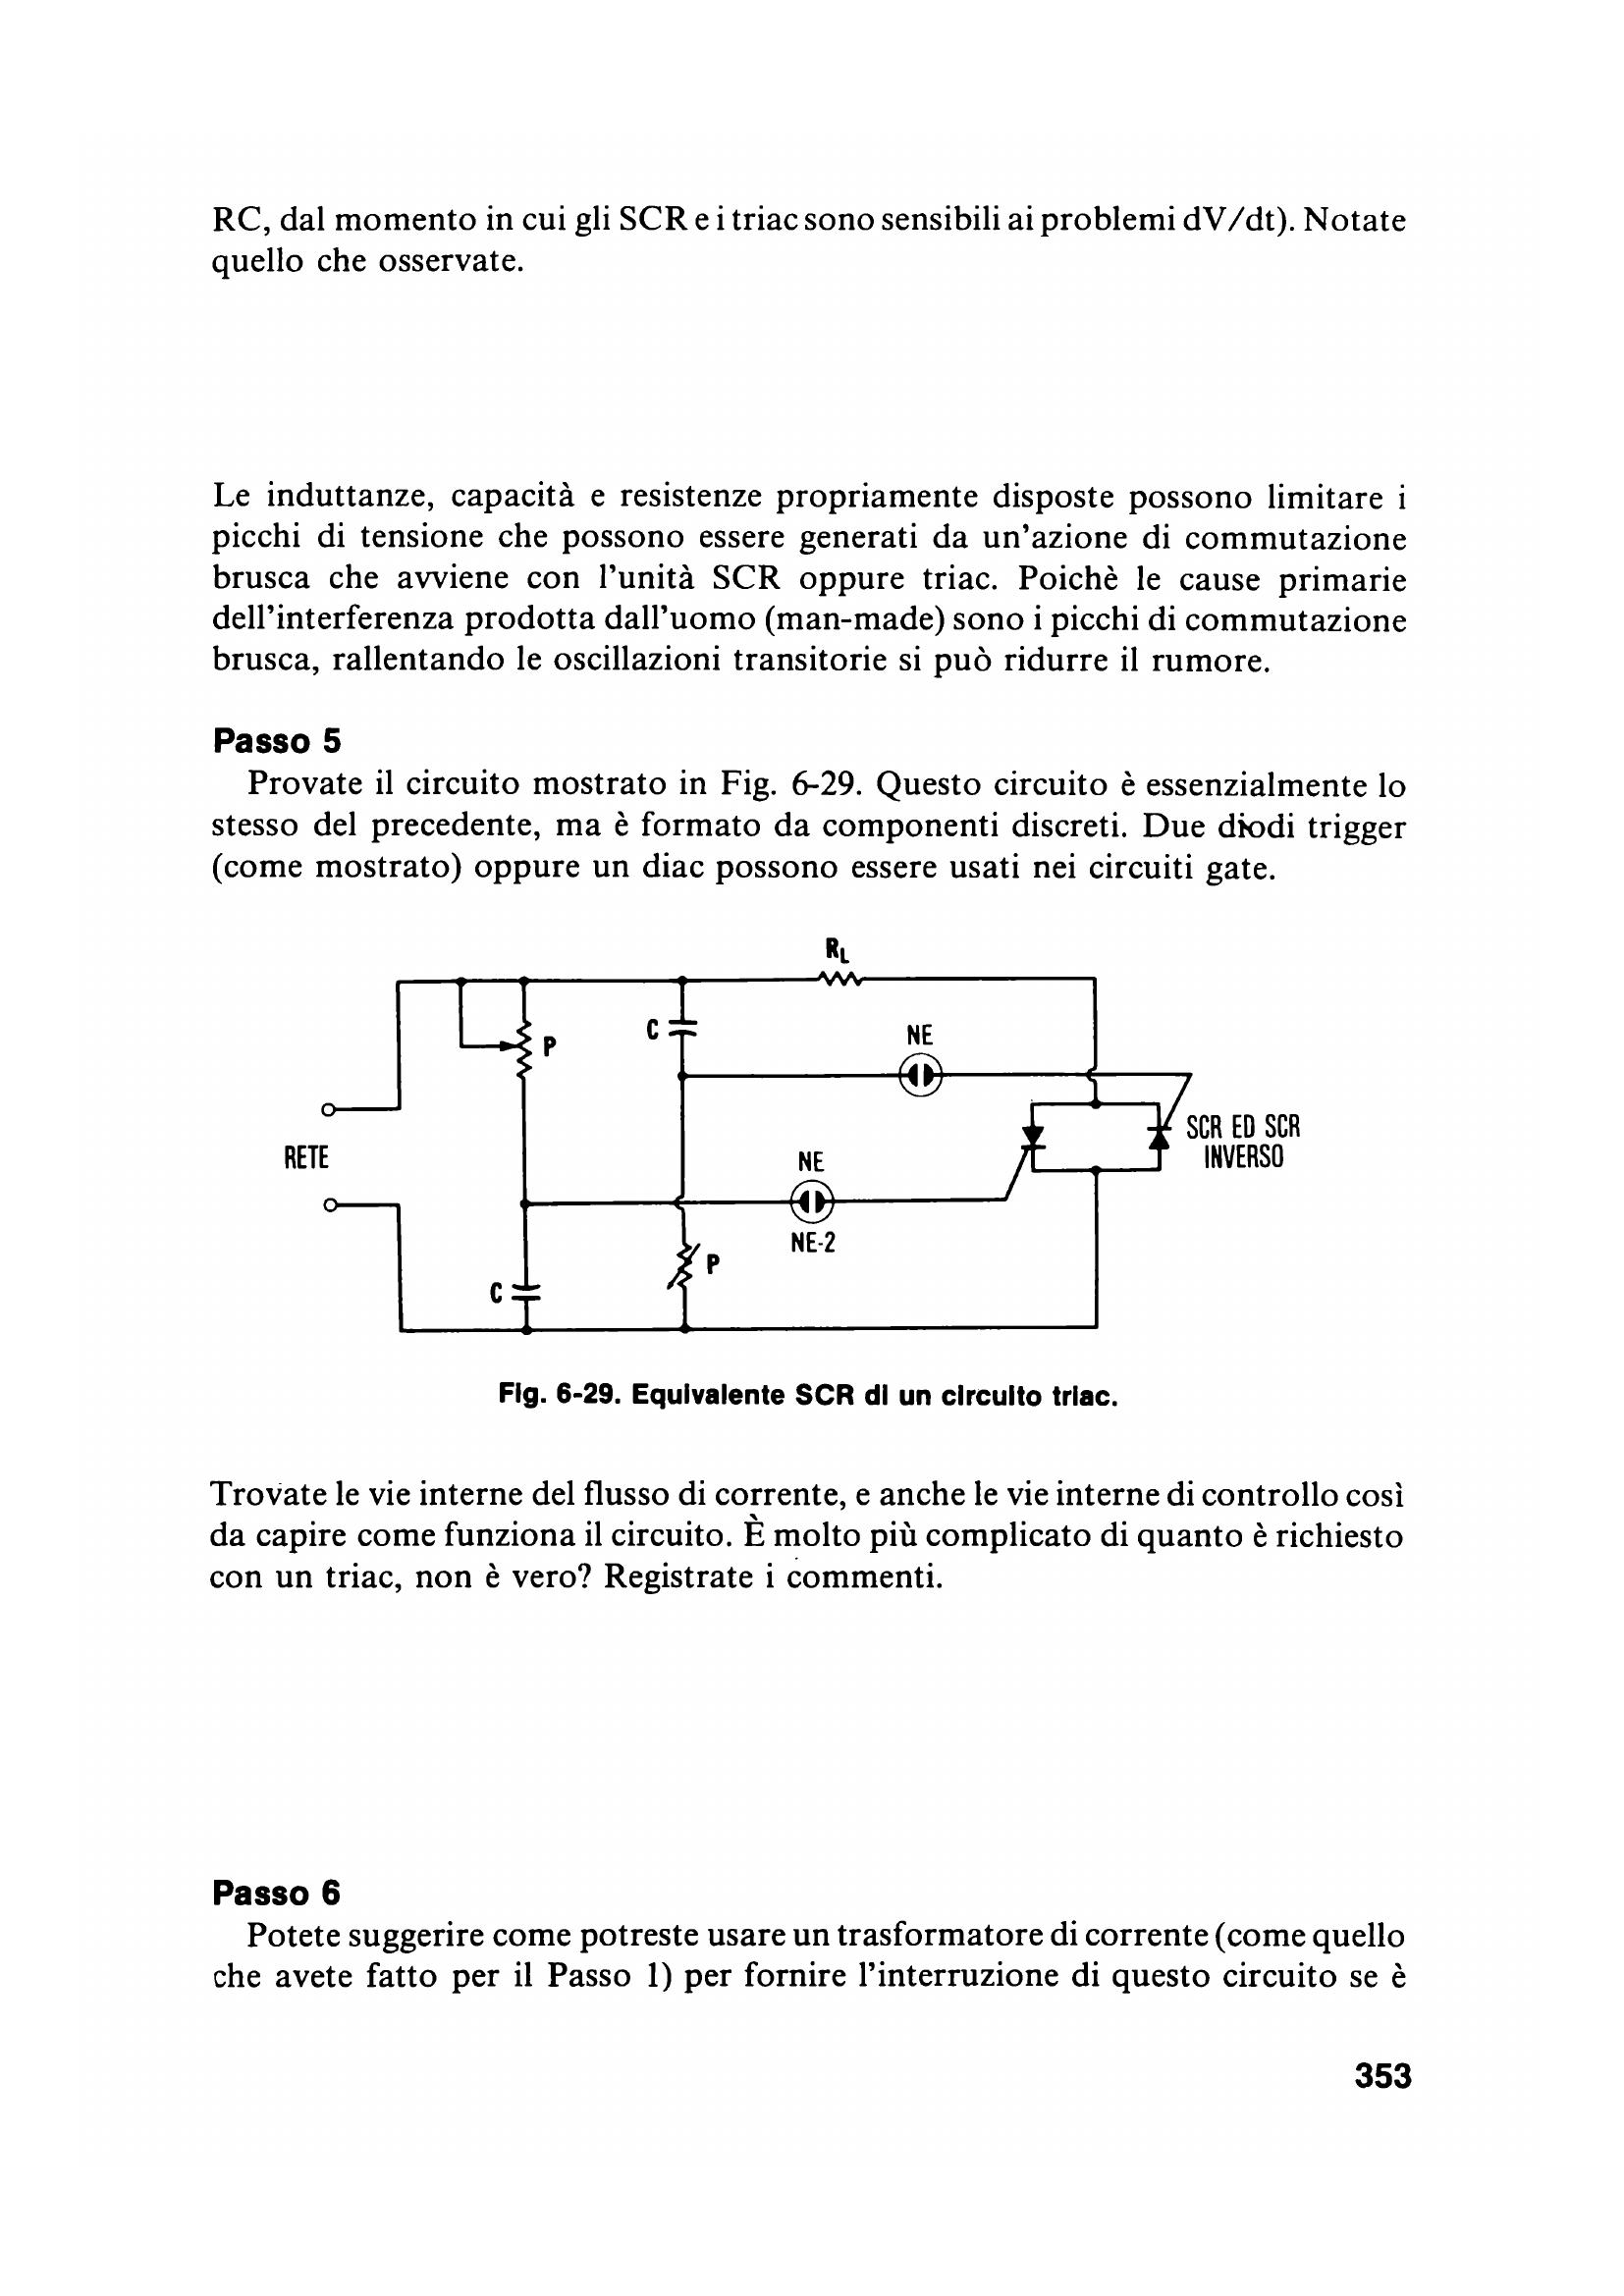 RC, dal momento in cui gli SCR e i triac sono sensibili ai problemi dV/dt). Notate
quello che osservate.
Le induttanze, capacità e resistenze propriamente disposte possono limitare i
picchi di tensione che possono essere generati da un'azione di commutazione
brusca che avviene con l'unità SCR oppure triac. Poichè le cause primarie
dell'interferenza prodotta dall'uomo (man-made) sono i picchi di commutazione
brusca, rallentando le oscillazioni transitorie si può ridurre il rumore.
Passo 5
Provate il circuito mostrato in Fig. 6-29. Questo circuito è essenzialmente lo
stesso del precedente, ma è formato da componenti discreti. Due diodi trigger
(come mostrato) oppure un diac possono essere usati nei circuiti gate.
RL
C
NE
P
SCR ED SCR
INVERSO
RETE
NE
NE-2
P
C
Fig. 6-29. Equivalente SCR di un circuito triac.
Trovate le vie interne del flusso di corrente, e anche le vie interne di controllo così
da capire come funziona il circuito. È molto più complicato di quanto è richiesto
con un triac, non è vero? Registrate i commenti.
Passo 6
Potete suggerire come potreste usare un trasformatore di corrente (come quello
che avete fatto per il Passo 1) per fornire l'interruzione di questo circuito se è
353